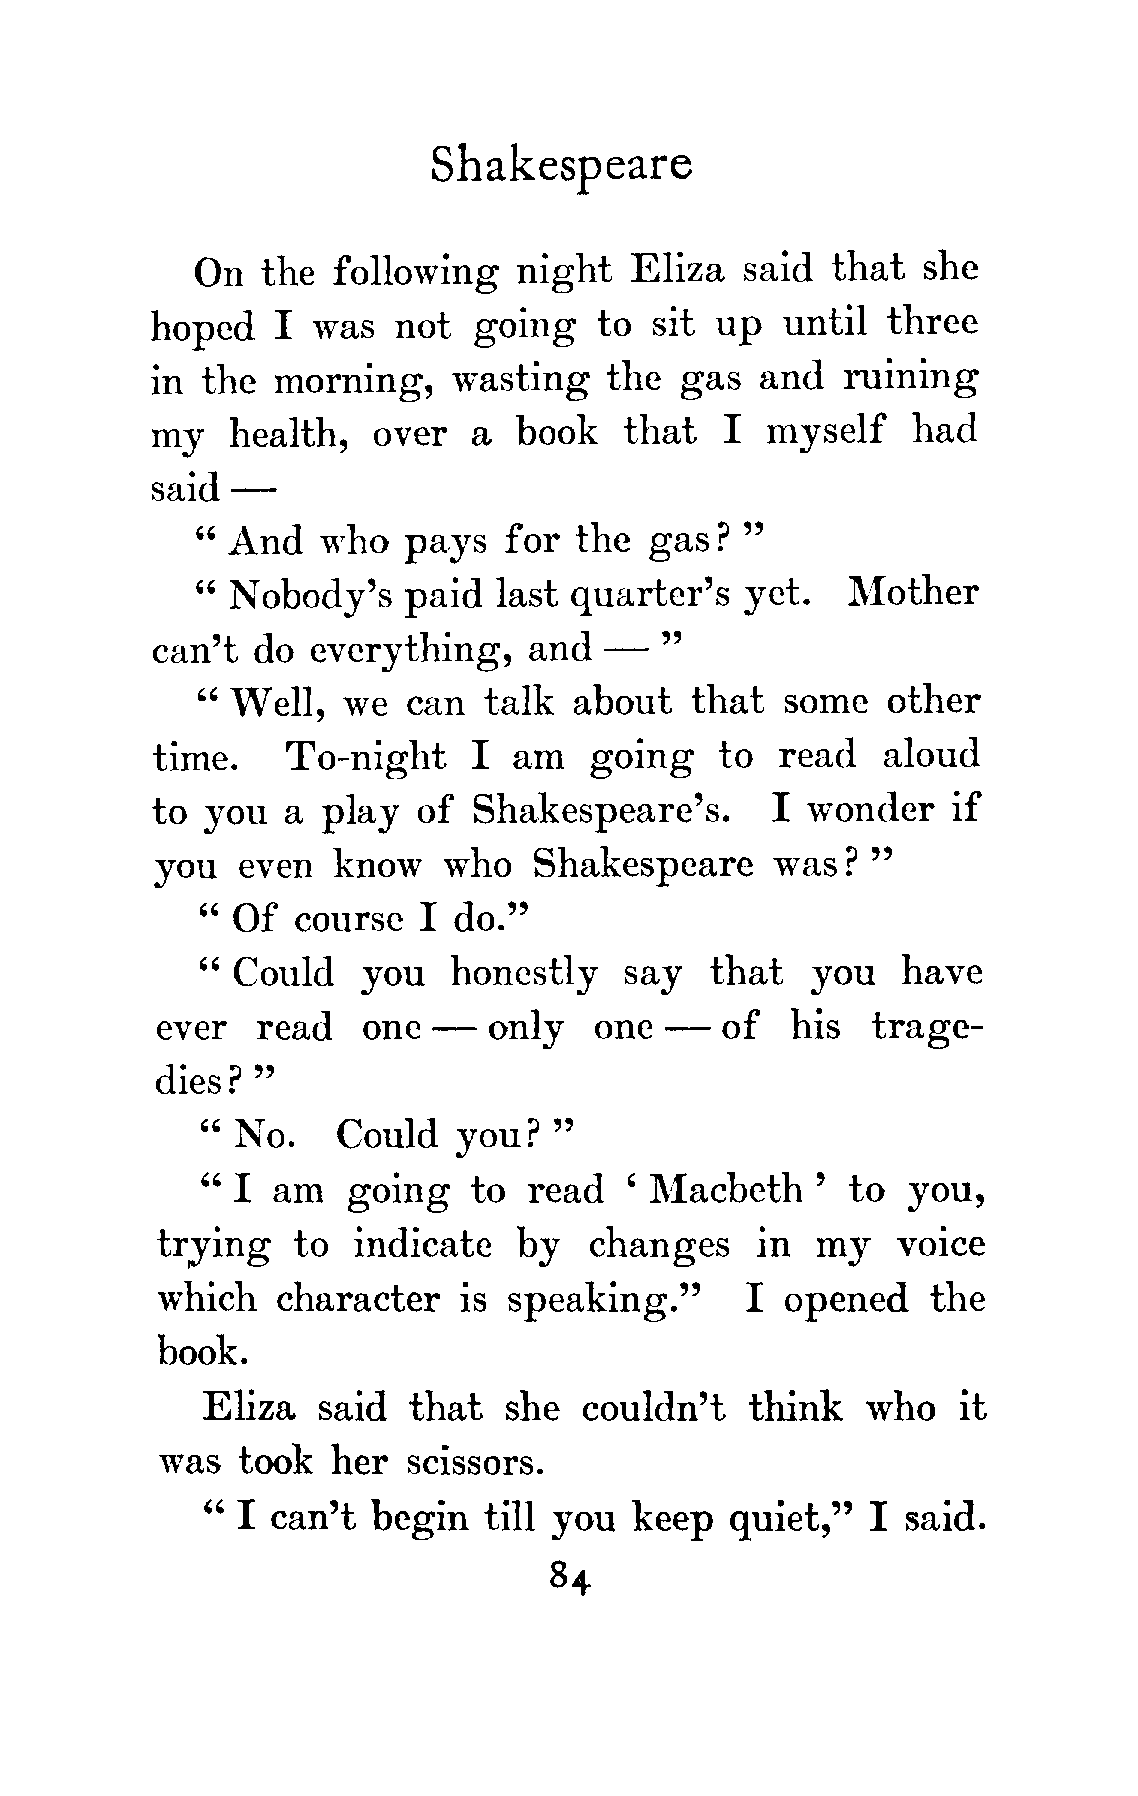 Shakespeare
On the following night Eliza said that she
hoped I was not going to sit up until three
in the morning, wasting the gas and ruining
my health, over a book that I myself had
said —
“ And who pays for the gas? ”
“ Nobody’s paid last quarter’s yet. Mother
can’t do everything, and — ”
“ Well, we can talk about that some other
time. To-night I am going to read aloud
to you a play of Shakespeare’s. I wonder if
you even know who Shakespeare was? ”
“ Of course I do.”
“ Could you honestly say that you have
ever read one — only one — of his trage-
dies? ”
“ No. Could you? ”
“ I am going to read ‘ Macbeth ’ to you,
trying to indicate by changes in my voice
which character is speaking.” I opened the
book.
Eliza said that she couldn’t think who it
was took her scissors.
“ I can’t begin till you keep quiet,” I said.
84